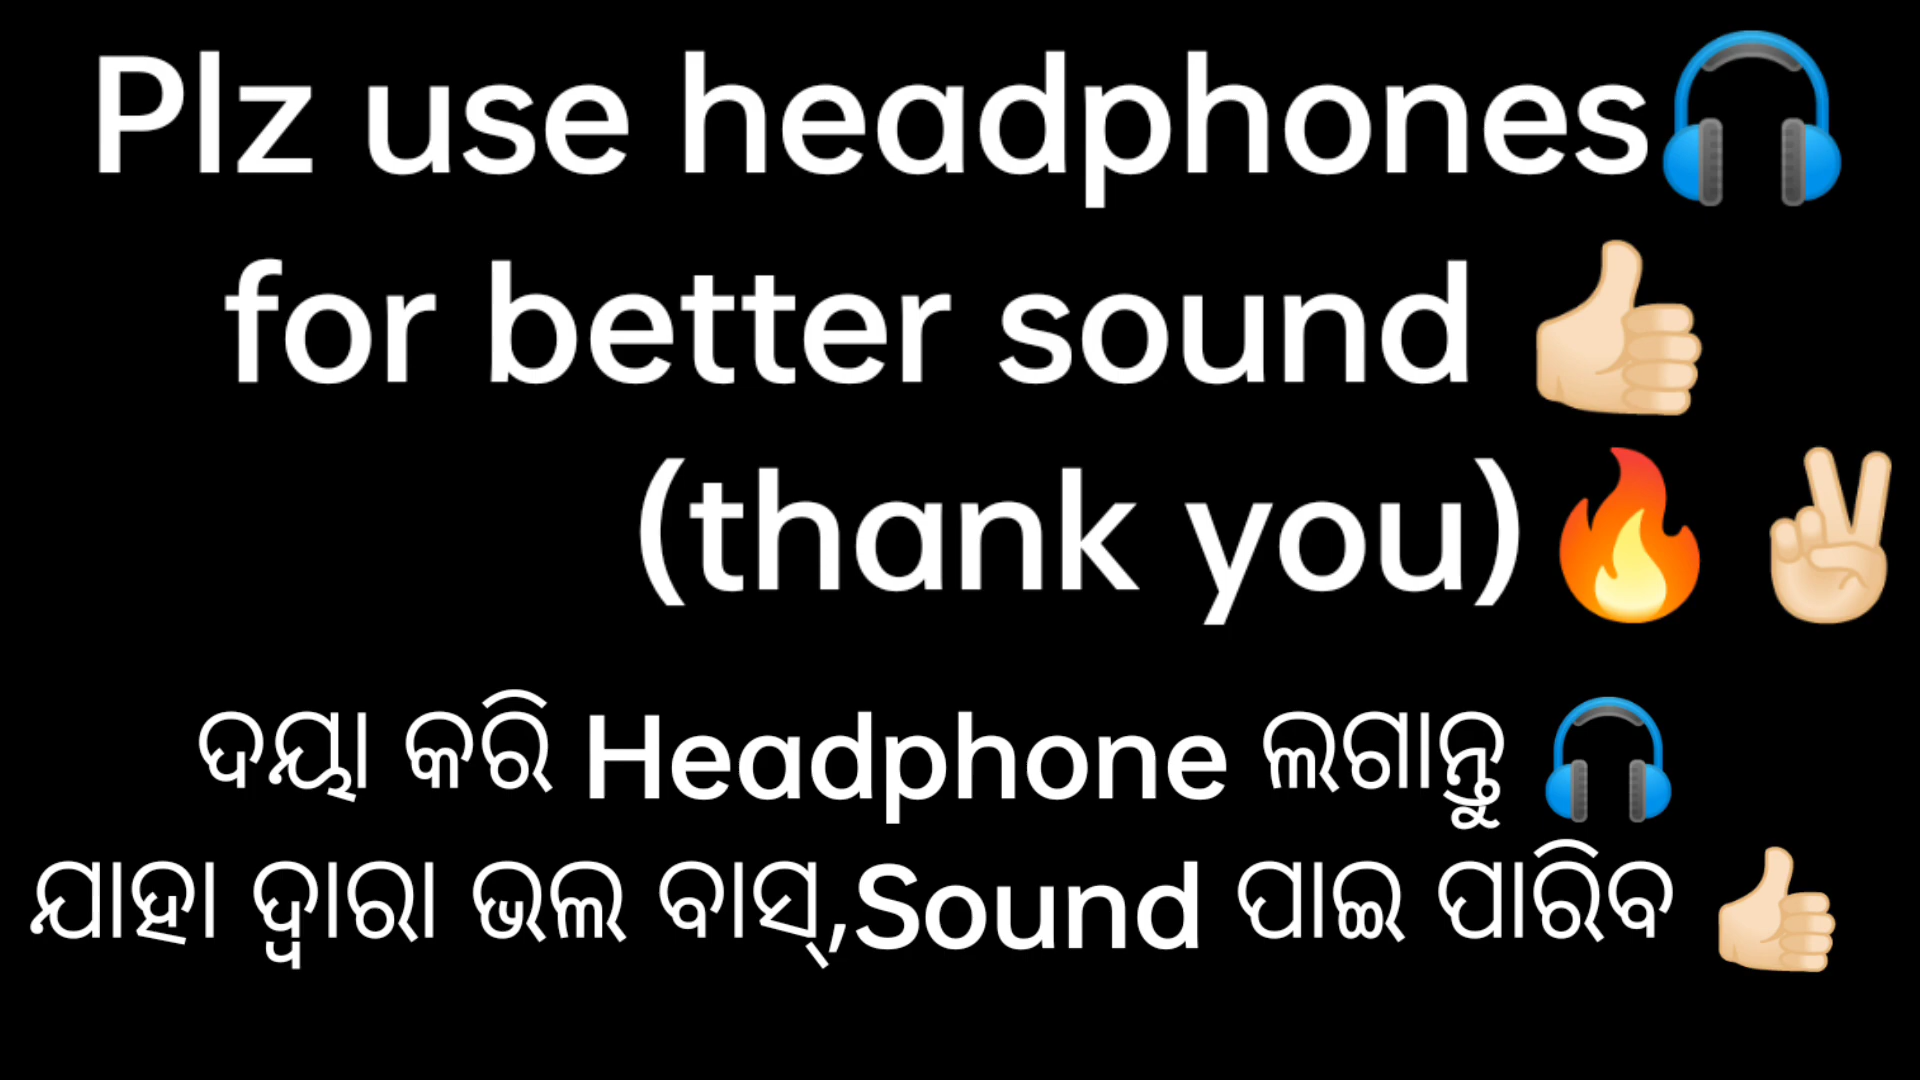 Plz use headphones🎧
for better sound 👍🏻
(thank you)🔥 ✌🏻
ଦୟା କରି Headphone ଲଗାନ୍ତୁ 🎧
ଯାହା ଦ୍ଵାରା ଭଲ ବାସ୍,Sound ପାଇ ପାରିବ 👍🏻